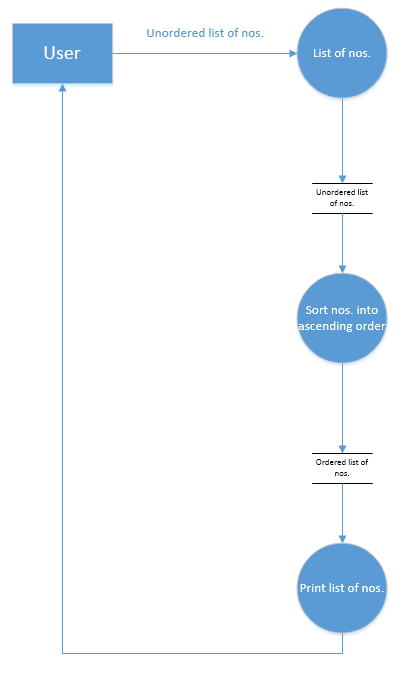 Unordered list of nos.
User
List of nos.
Unordered list
of nos.
Sort nos. into
ascending order
Ordered list of
nos.
Print list of nos.